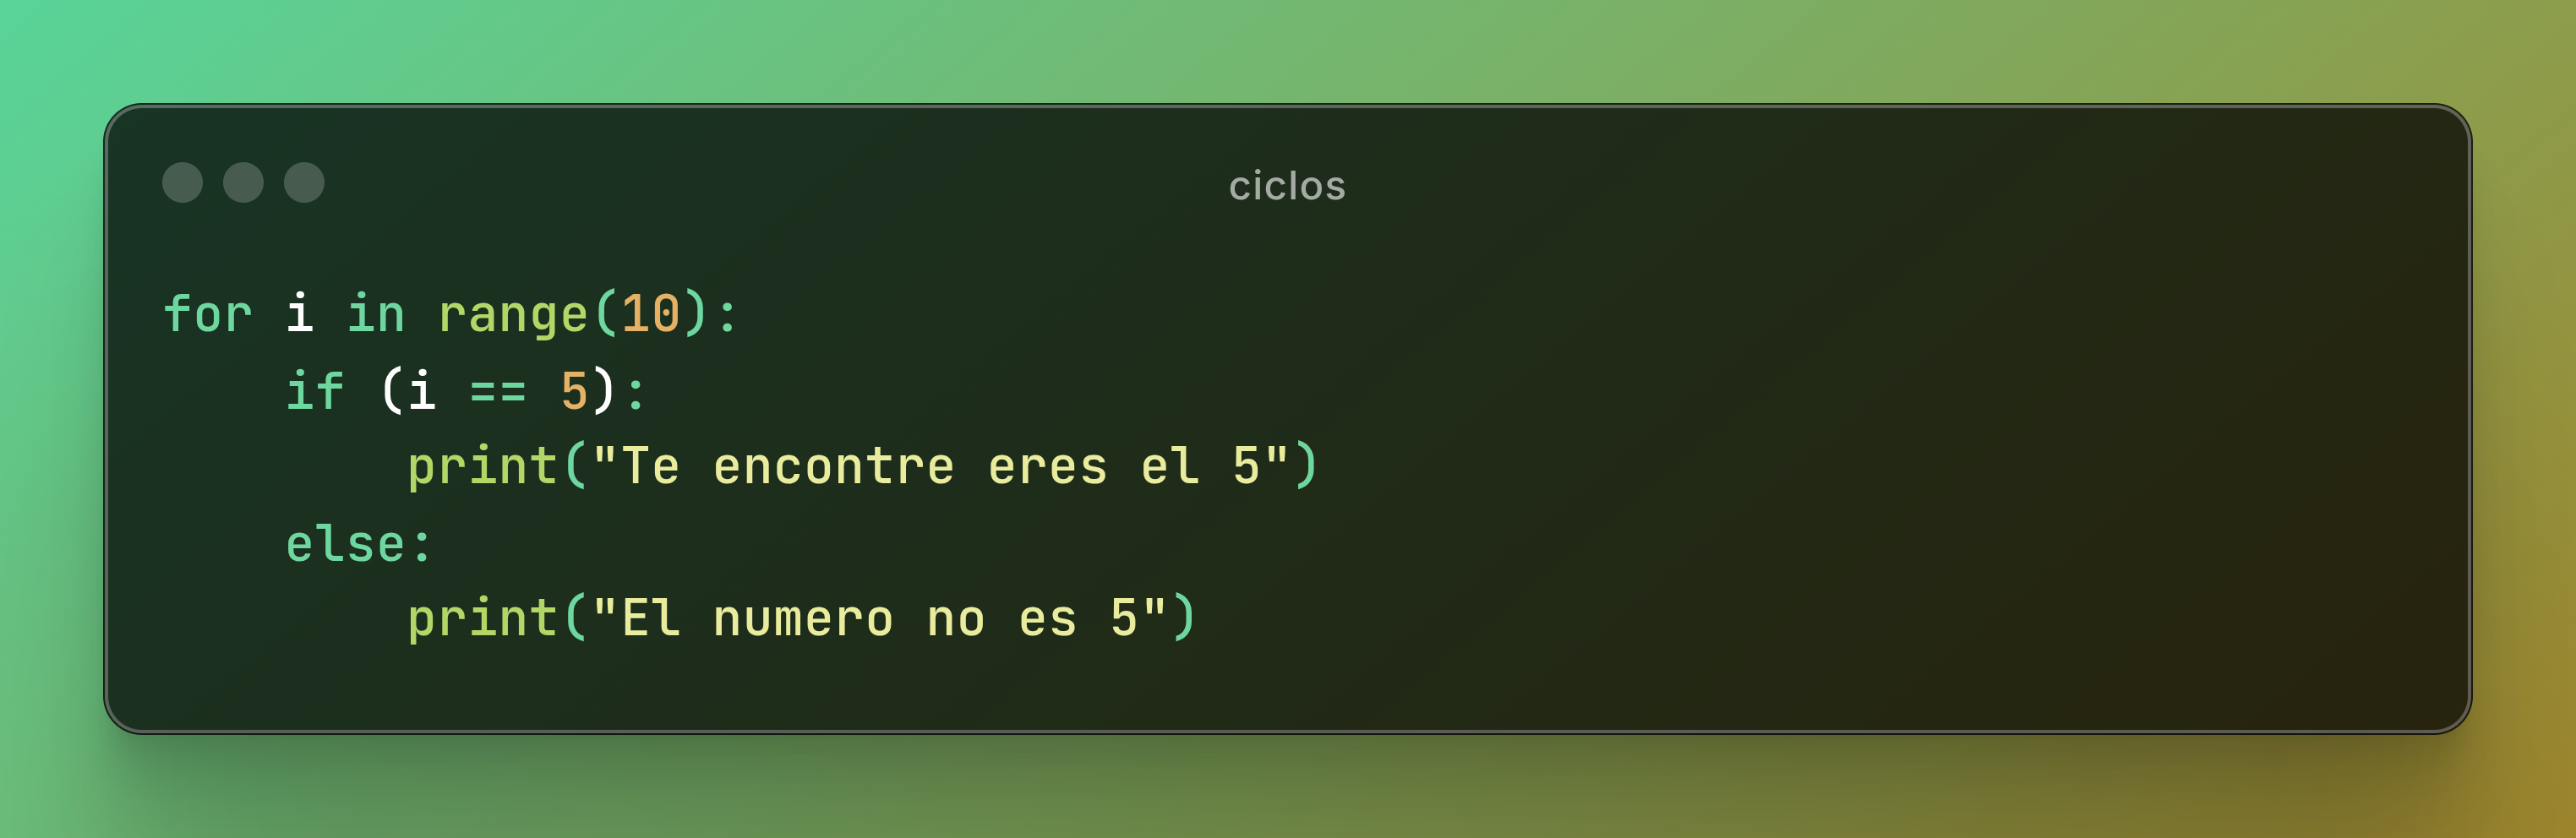 ciclos
for i in range(10):
    if (i == 5):
        print("Te encontre eres el 5")
    else:
        print("El numero no es 5")